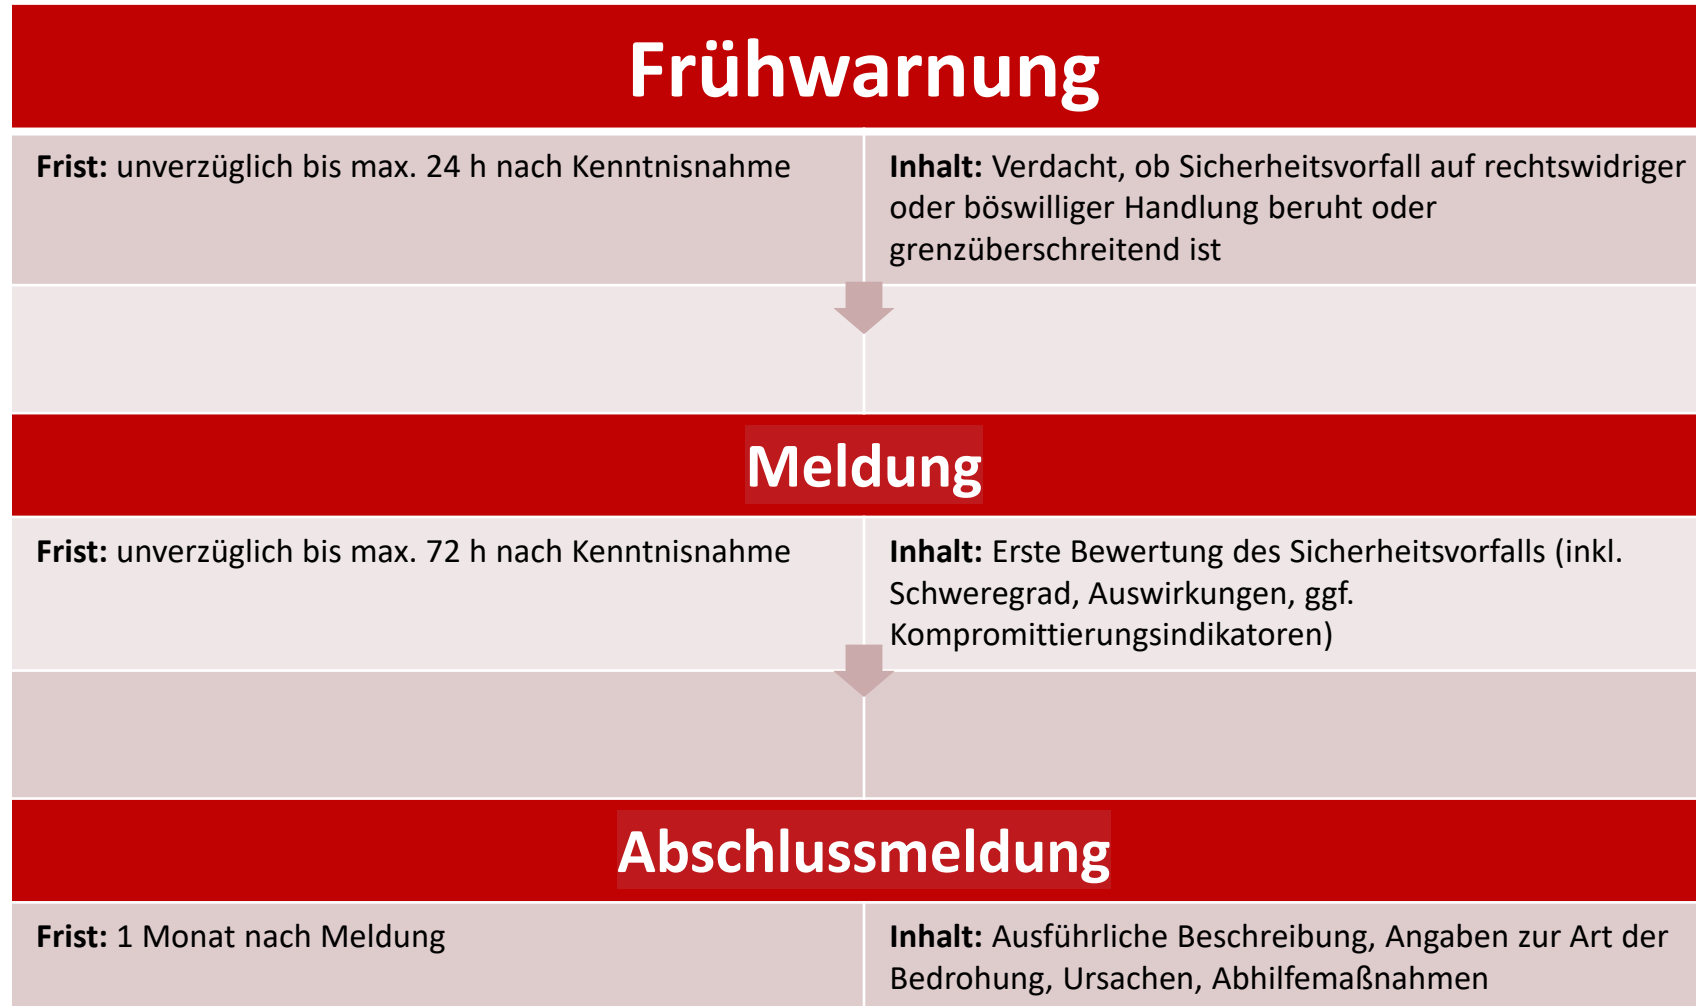 Frühwarnung
Frist: unverzüglich bis max. 24 h nach Kenntnisnahme
Inhalt: Verdacht, ob Sicherheitsvorfall auf rechtswidriger
oder böswilliger Handlung beruht oder
grenzüberschreitend ist
Meldung
Frist: unverzüglich bis max. 72 h nach Kenntnisnahme
Inhalt: Erste Bewertung des Sicherheitsvorfalls (inkl.
Schweregrad, Auswirkungen, ggf.
Kompromittierungsindikatoren)
Abschlussmeldung
Frist: 1 Monat nach Meldung
Inhalt: Ausführliche Beschreibung, Angaben zur Art der
Bedrohung, Ursachen, Abhilfemaßnahmen